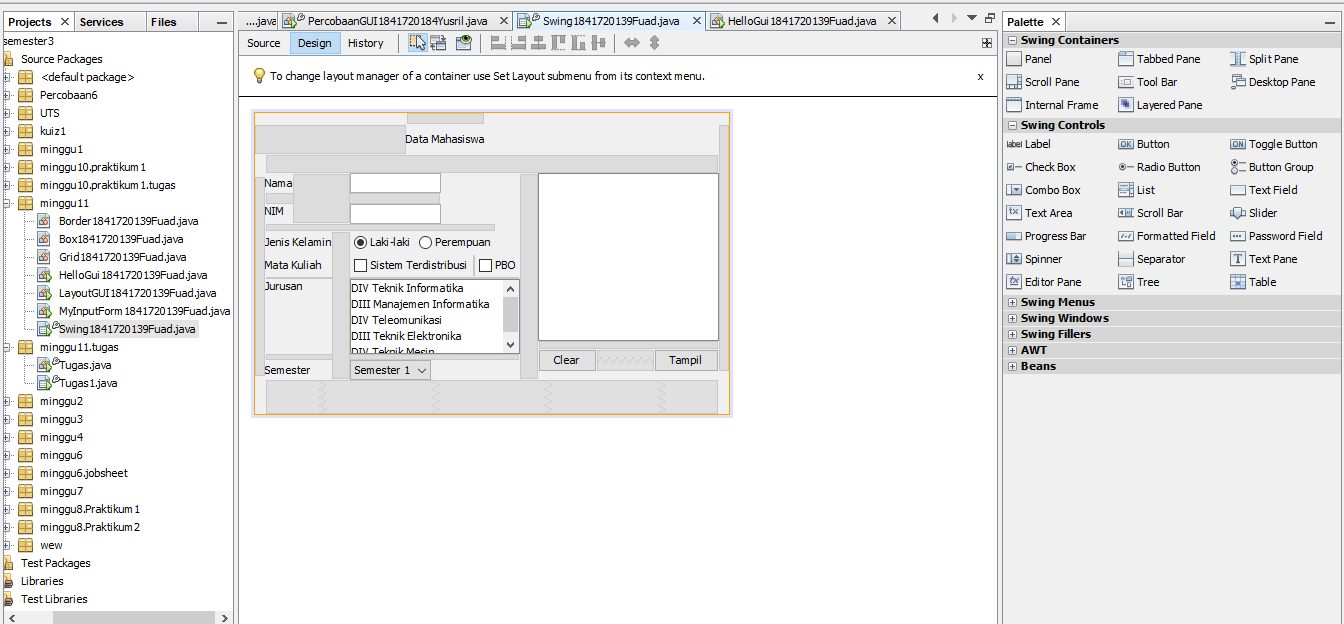 Projects
Services
Files
semester3
Source Packages
<default package>
Percobaan6
UTS
kuiz1
minggu1
minggu10.praktikum1
minggu10.praktikum1.tugas
minggu11
Border1841720139Fuad.java
Box1841720139Fuad.java
Grid1841720139Fuad.java
HelloGui1841720139Fuad.java
LayoutGUI1841720139Fuad.java
MyInputForm1841720139Fuad.java
Swing1841720139Fuad.java
minggu11.tugas
Tugas.java
Tugas1.java
minggu2
minggu3
minggu4
minggu6
minggu6.jobsheet
minggu7
minggu8.Praktikum1
minggu8.Praktikum2
wew
Test Packages
Libraries
Test Libraries
....java
PercobaanGUI1841720184Yusril.java
Swing1841720139Fuad.java
HelloGui1841720139Fuad.java
Source Design History
To change layout manager of a container use Set Layout submenu from its context menu.
x
Data Mahasiswa
Nama
NIM
Jenis Kelamin Laki-laki Perempuan
Mata Kuliah Sistem Terdistribusi PBO
Jurusan
DIV Teknik Informatika
DIII Manajemen Informatika
DIV Teleomunikasi
DIII Teknik Elektronika
DIV Teknik Mesin
Clear Tampil
Semester Semester 1
Palette
Swing Containers
Panel Tabbed Pane Split Pane
Scroll Pane Tool Bar Desktop Pane
Internal Frame Layered Pane
Swing Controls
label Label OK Button ON Toggle Button
Check Box Radio Button Button Group
Combo Box List Text Field
Text Area Scroll Bar Slider
Progress Bar Formatted Field Password Field
Spinner Separator Text Pane
Editor Pane Tree Table
Swing Menus
Swing Windows
Swing Fillers
AWT
Beans